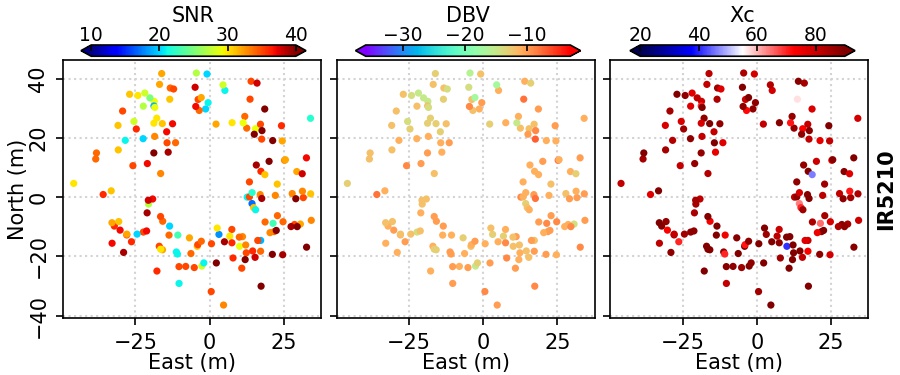 SNR DBV Xc
10 20 30 40 −30 −20 −10 20 40 60 80
North (m)
40
20
0
−20
−40
−25 0 25 −25 0 25 −25 0 25
East (m) East (m) East (m)
IR5210